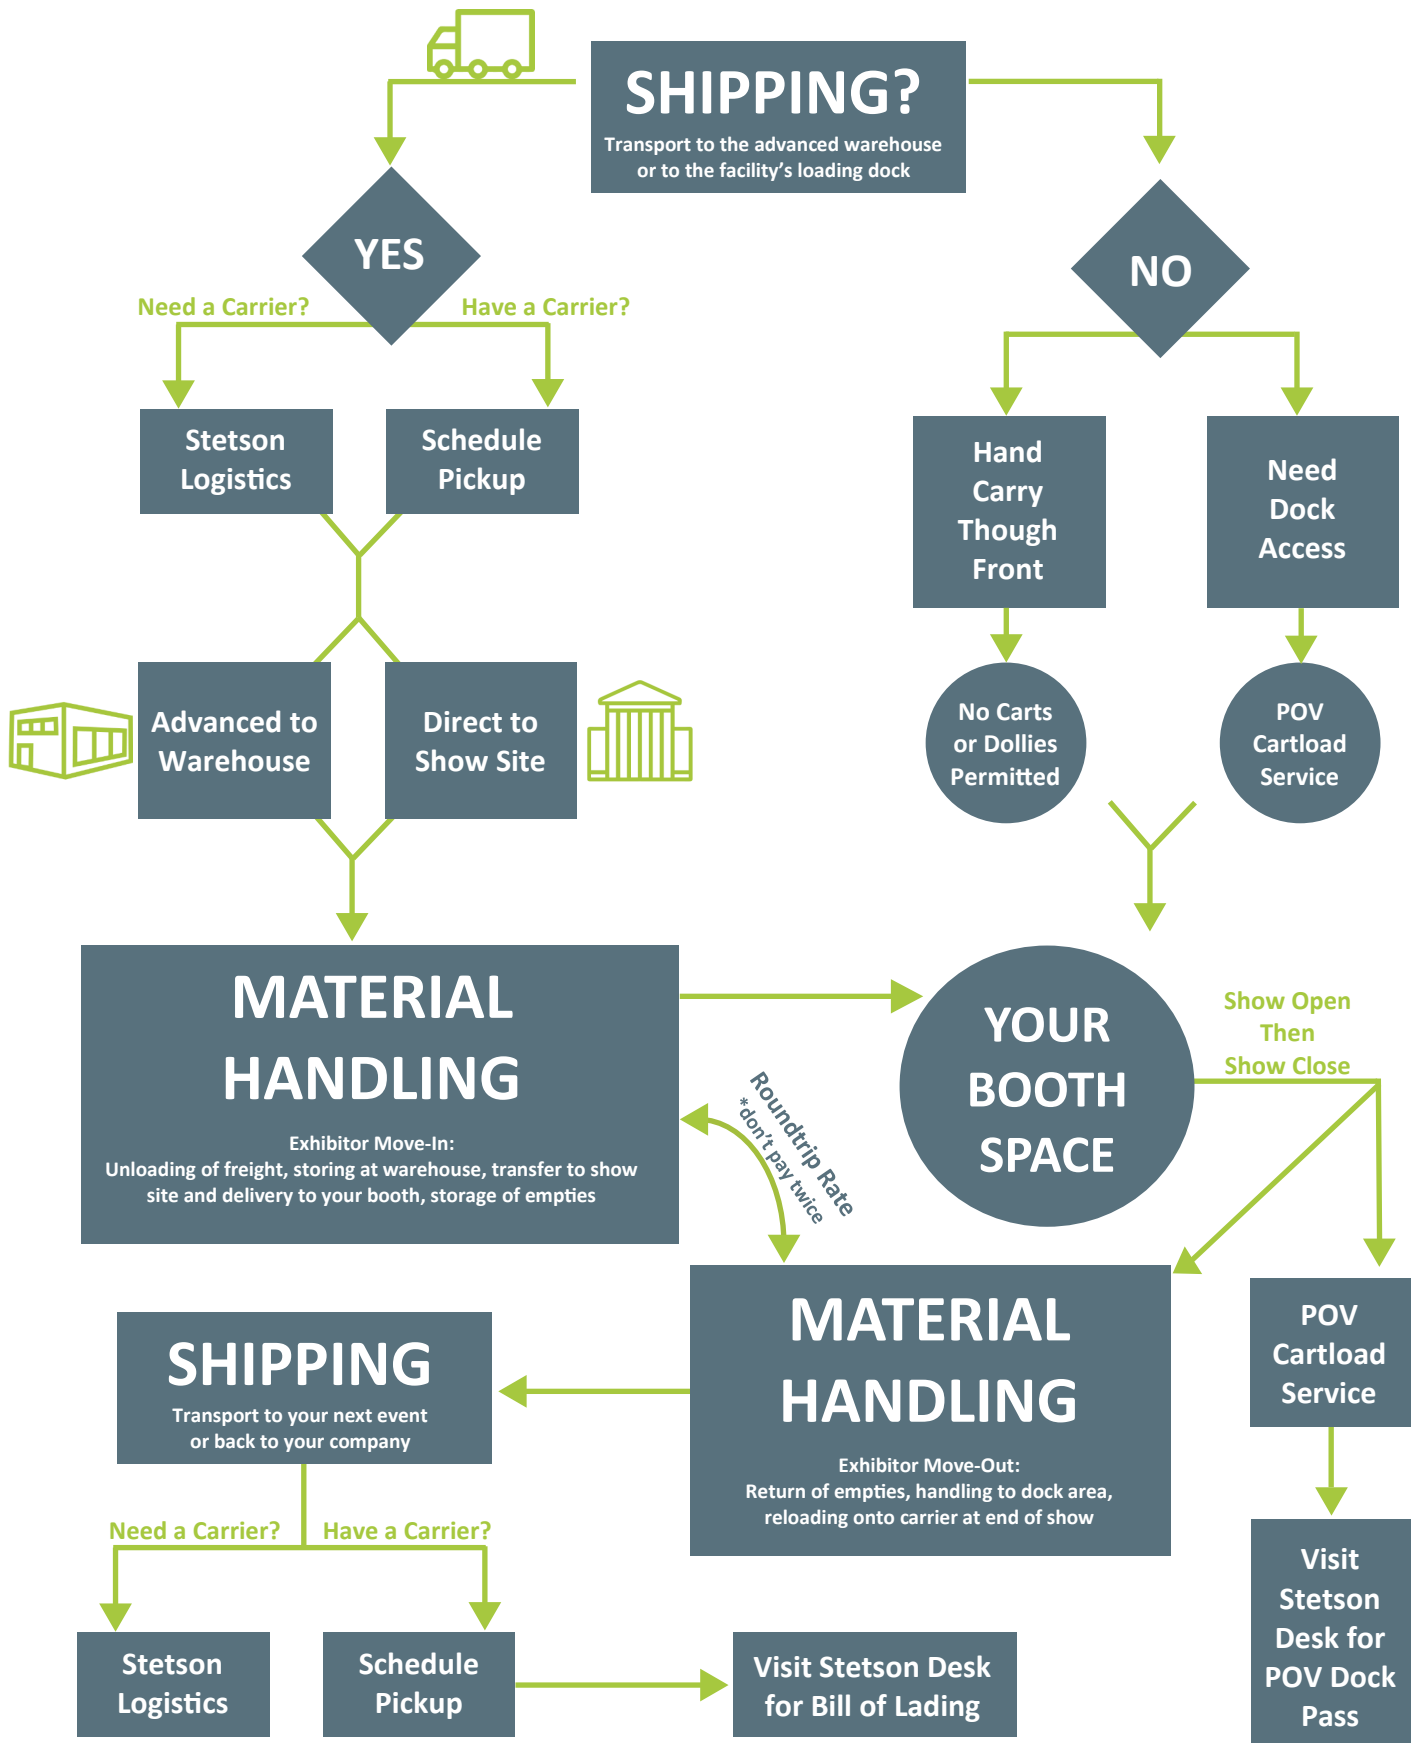 SHIPPING?
Transport to the advanced warehouse
or to the facility's loading dock
YES
NO
Need a Carrier?
Have a Carrier?
Stetson
Logistics
Schedule
Pickup
Hand
Carry
Though
Front
Need
Dock
Access
Advanced to
Warehouse
Direct to
Show Site
No Carts
or Dollies
Permitted
POV
Cartload
Service
MATERIAL
HANDLING
Exhibitor Move-In:
Unloading of freight, storing at warehouse, transfer to show
site and delivery to your booth, storage of empties
YOUR
BOOTH
SPACE
Show Open
Then
Show Close
Roundtrip Rate
*don't pay twice
MATERIAL
HANDLING
Exhibitor Move-Out:
Return of empties, handling to dock area,
reloading onto carrier at end of show
POV
Cartload
Service
SHIPPING
Transport to your next event
or back to your company
Need a Carrier?
Have a Carrier?
Stetson
Logistics
Schedule
Pickup
Visit Stetson Desk
for Bill of Lading
Visit
Stetson
Desk for
POV Dock
Pass